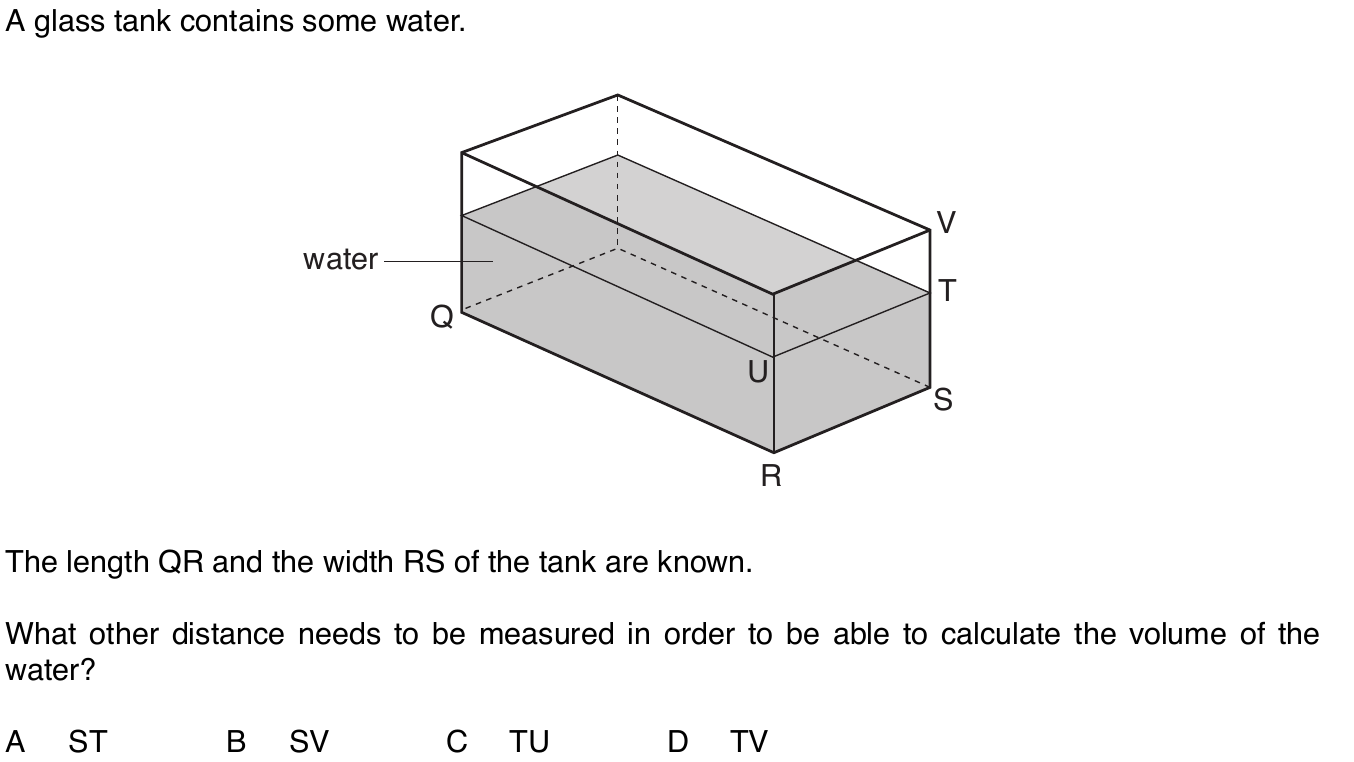 A glass tank contains some water.
V
water
T
Q
U
S
R
The length QR and the width RS of the tank are known.
What other distance needs to be measured in order to be able to calculate the volume of the
water?
A ST B SV C TU D TV